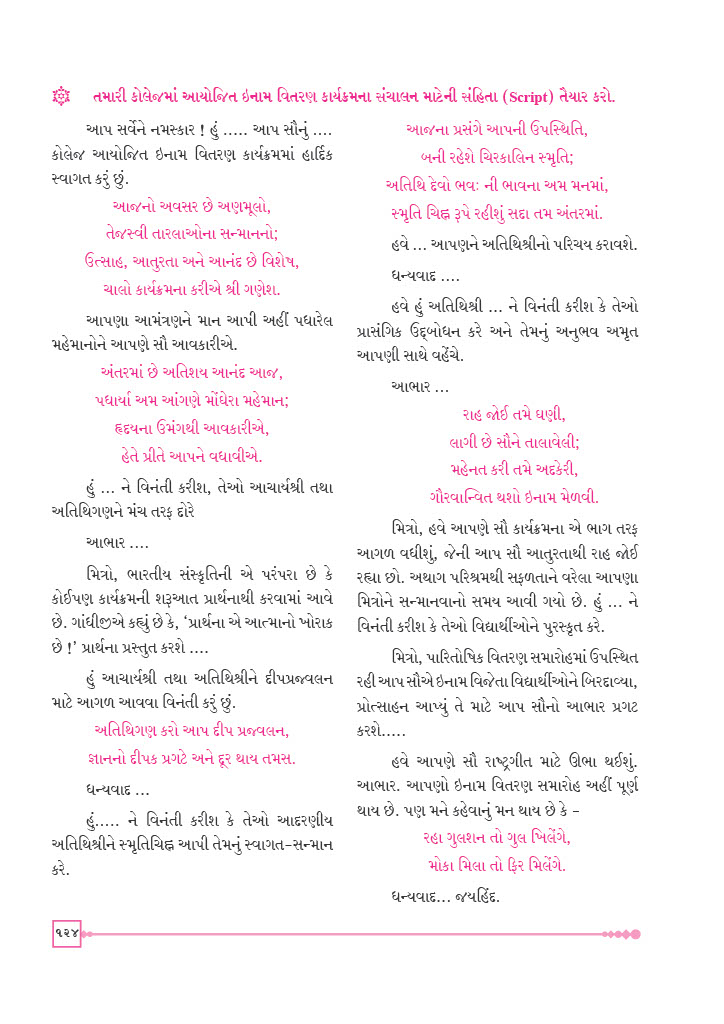 તમારી કોલેજમાં આયોજિત ઇનામ વિતરણ કાર્યક્રમના સંચાલન માટેની સંહિતા (Script) તૈયાર કરો.
આપ સર્વેને નમસ્કાર ! હું ..... આપ સૌનું ....
કોલેજ આયોજિત ઇનામ વિતરણ કાર્યક્રમમાં હાર્દિક
સ્વાગત કરું છું.
આજનો અવસર છે અણમૂલો,
તેજસ્વી તારલાઓના સન્માનનો;
ઉત્સાહ, આતુરતા અને આનંદ છે વિશેષ,
ચાલો કાર્યક્રમના કરીએ શ્રી ગણેશ.
આપણા આમંત્રણને માન આપી અહીં પધારેલ
મહેમાનોને આપણે સૌ આવકારીએ.
અંતરમાં છે અતિશય આનંદ આજ,
પધાર્યા અમ આંગણે મોંઘેરા મહેમાન;
હૃદયના ઉમંગથી આવકારીએ,
હેતે પ્રીતે આપને વધાવીએ.
હું ... ને વિનંતી કરીશ, તેઓ આચાર્યશ્રી તથા
અતિથિગણને મંચ તરફ દોરે
આભાર ....
મિત્રો, ભારતીય સંસ્કૃતિની એ પરંપરા છે કે
કોઈપણ કાર્યક્રમની શરૂઆત પ્રાર્થનાથી કરવામાં આવે
છે. ગાંધીજીએ કહ્યું છે કે, ‘પ્રાર્થના એ આત્માનો ખોરાક
છે !’ પ્રાર્થના પ્રસ્તુત કરશે ....
હું આચાર્યશ્રી તથા અતિથિશ્રીને દીપપ્રજ્વલન
માટે આગળ આવવા વિનંતી કરું છું.
અતિથિગણ કરો આપ દીપ પ્રજ્વલન,
જ્ઞાનનો દીપક પ્રગટે અને દૂર થાય તમસ.
ધન્યવાદ ...
હું..... ને વિનંતી કરીશ કે તેઓ આદરણીય
અતિથિશ્રીને સ્મૃતિચિહ્ન આપી તેમનું સ્વાગત-સન્માન
કરે.
આજના પ્રસંગે આપની ઉપસ્થિતિ,
બની રહેશે ચિરકાલિન સ્મૃતિ;
અતિથિ દેવો ભવઃ ની ભાવના અમ મનમાં,
સ્મૃતિ ચિહ્ન રૂપે રહીશું સદા તમ અંતરમાં.
હવે ... આપણને અતિથિશ્રીનો પરિચય કરાવશે.
ધન્યવાદ ....
હવે હું અતિથિશ્રી ... ને વિનંતી કરીશ કે તેઓ
પ્રાસંગિક ઉદ્‌બોધન કરે અને તેમનું અનુભવ અમૃત
આપણી સાથે વહેંચે.
આભાર ...
રાહ જોઈ તમે ઘણી,
લાગી છે સૌને તાલાવેલી;
મહેનત કરી તમે અદકેરી,
ગૌરવાન્વિત થશો ઇનામ મેળવી.
મિત્રો, હવે આપણે સૌ કાર્યક્રમના એ ભાગ તરફ
આગળ વધીશું, જેની આપ સૌ આતુરતાથી રાહ જોઈ
રહ્યા છો. અથાગ પરિશ્રમથી સફળતાને વરેલા આપણા
મિત્રોને સન્માનવાનો સમય આવી ગયો છે. હું ... ને
વિનંતી કરીશ કે તેઓ વિદ્યાર્થીઓને પુરસ્કૃત કરે.
મિત્રો, પારિતોષિક વિતરણ સમારોહમાં ઉપસ્થિત
રહી આપ સૌએ ઇનામ વિજેતા વિદ્યાર્થીઓને બિરદાવ્યા,
પ્રોત્સાહન આપ્યું તે માટે આપ સૌનો આભાર પ્રગટ
કરશે.....
હવે આપણે સૌ રાષ્ટ્રગીત માટે ઊભા થઈશું.
આભાર. આપણો ઇનામ વિતરણ સમારોહ અહીં પૂર્ણ
થાય છે. પણ મને કહેવાનું મન થાય છે કે -
રહા ગુલશન તો ગુલ ખિલેંગે,
મોકા મિલા તો ફિર મિલેંગે.
ધન્યવાદ... જયહિંદ.
૧૨૪